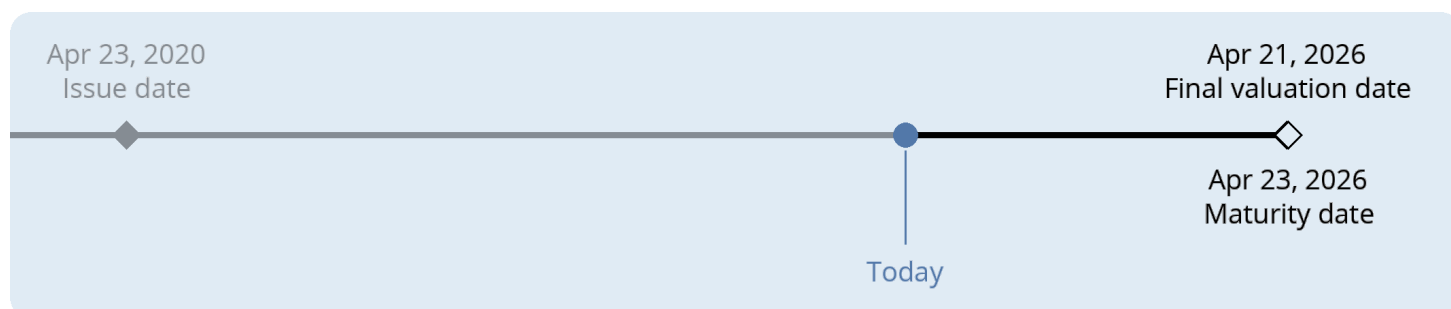 Apr 23, 2020
Issue date
Apr 21, 2026
Final valuation date
Apr 23, 2026
Maturity date
Today